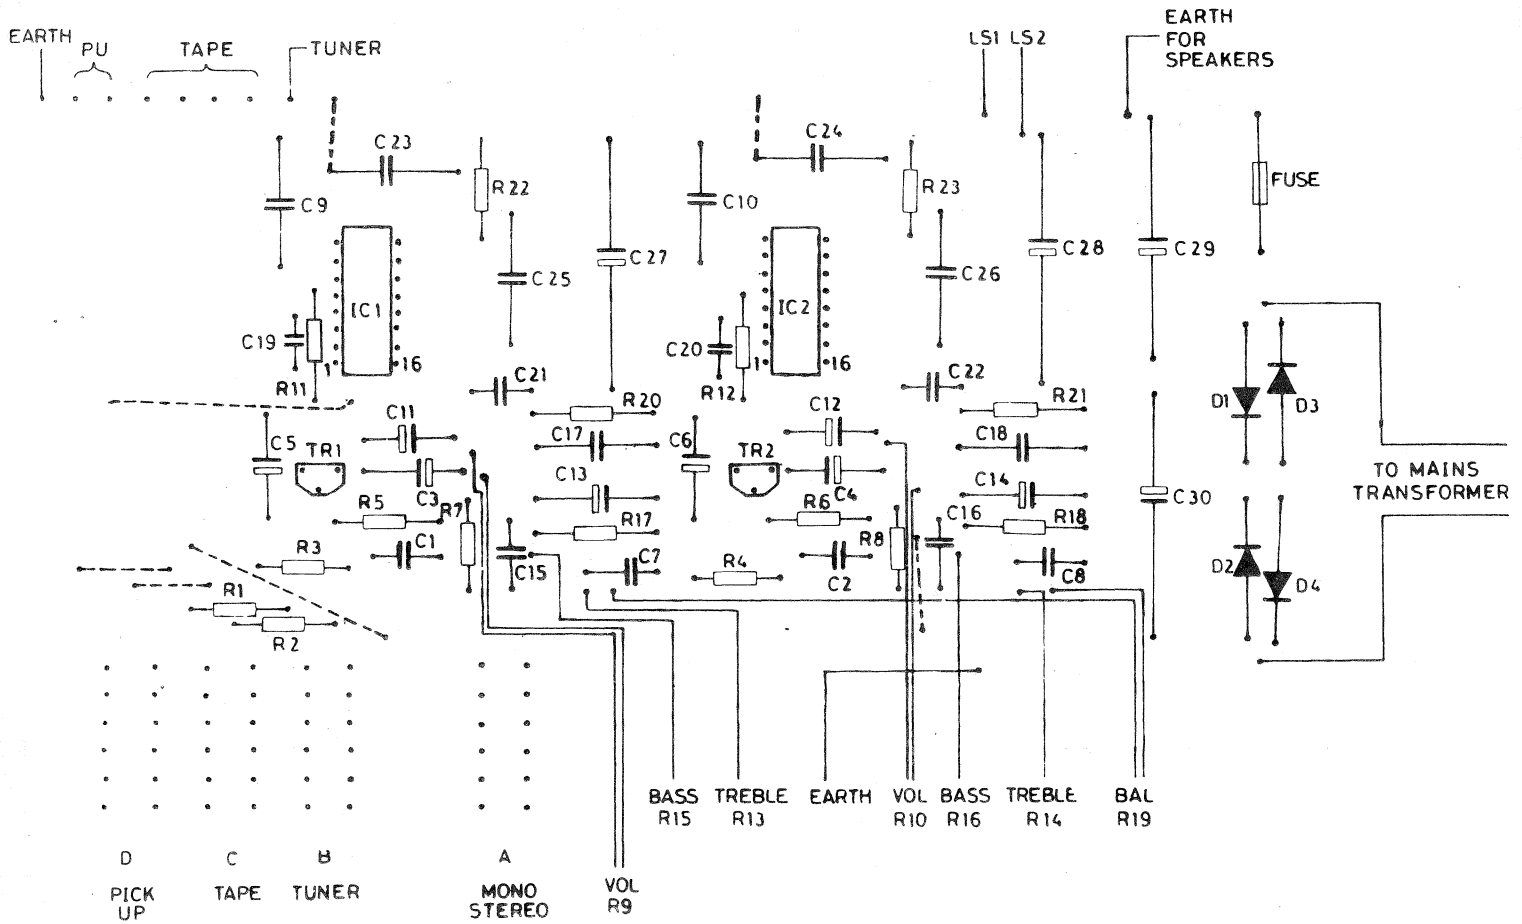 EARTH
PU
TAPE
TUNER
LS1 LS2
EARTH
FOR
SPEAKERS
C23
C24
R22
R23
FUSE
C9
C10
C27
C28
C29
C25
C26
IC1
IC2
C19
C20
1
16
1
16
R11
R12
C21
C22
D1
D3
R20
R21
C11
C12
C5
TR1
C17
C6
TR2
C18
C3
C13
C4
C14
C30
TO MAINS
TRANSFORMER
R5
R7
R17
R6
R8
C16
R18
R3
C1
C15
C7
R4
C2
C8
D2
D4
R1
R2
BASS
R15
TREBLE
R13
EARTH
VOL
R10
BASS
R16
TREBLE
R14
BAL
R19
D
C
B
A
PICK
UP
TAPE
TUNER
MONO
STEREO
VOL
R9